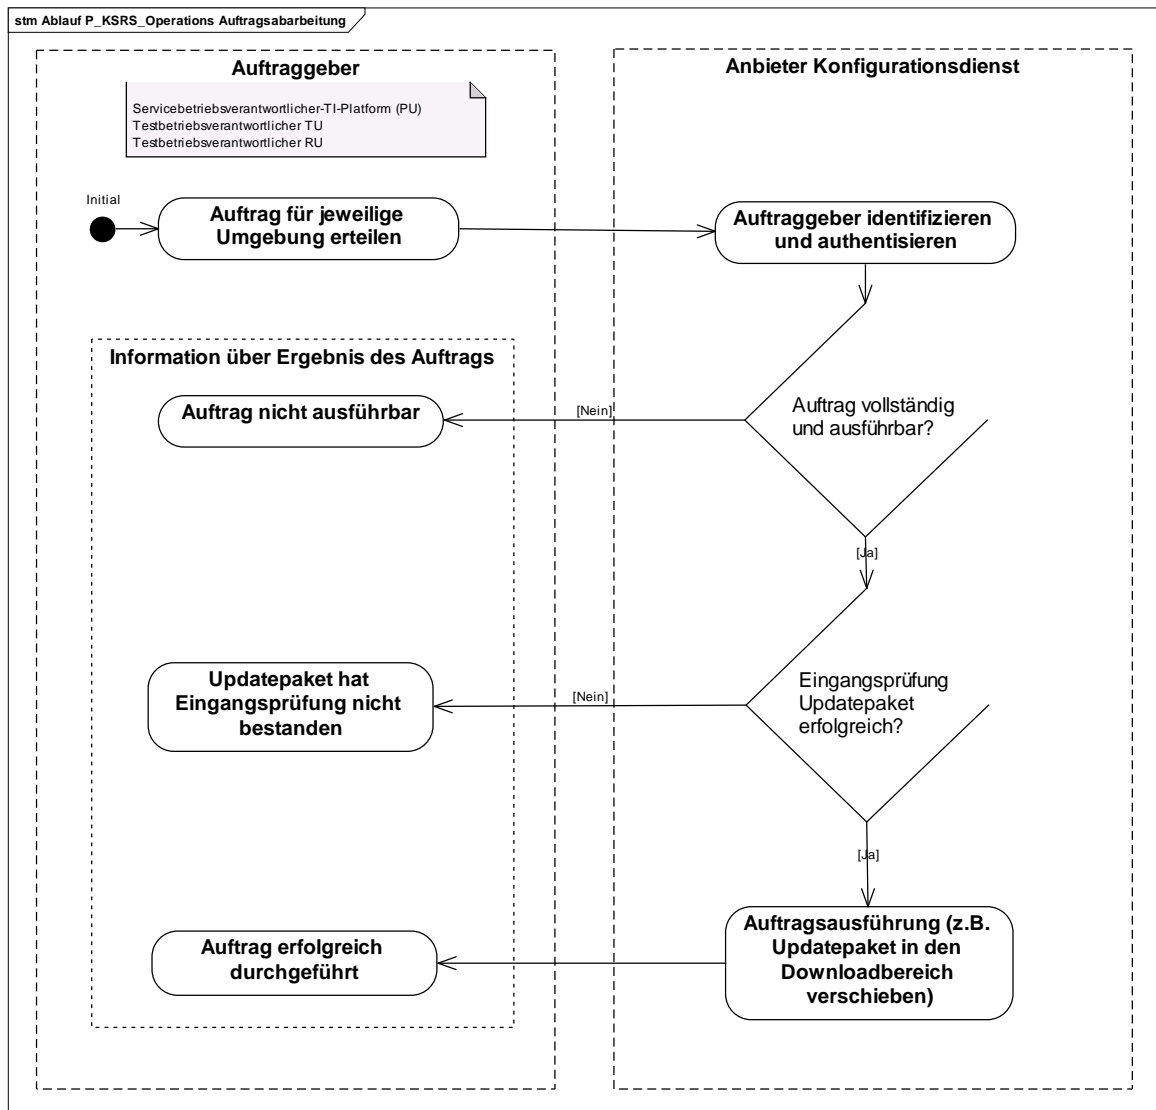 stm Ablauf P_KSRS_Operations Auftragsabarbeitung
Auftraggeber
Servicebetriebsverantwortlicher-TI-Platform (PU)
Testbetriebsverantwortlicher TU
Testbetriebsverantwortlicher RU
Anbieter Konfigurationsdienst
Initial
Auftrag für jeweilige
Umgebung erteilen
Auftraggeber identifizieren
und authentisieren
Information über Ergebnis des Auftrags
Auftrag nicht ausführbar
[Nein]
Auftrag vollständig
und ausführbar?
[Ja]
Updatepaket hat
Eingangsprüfung nicht
bestanden
[Nein]
Eingangsprüfung
Updatepaket
erfolgreich?
[Ja]
Auftrag erfolgreich
durchgeführt
Auftragsausführung (z.B.
Updatepaket in den
Downloadbereich
verschieben)